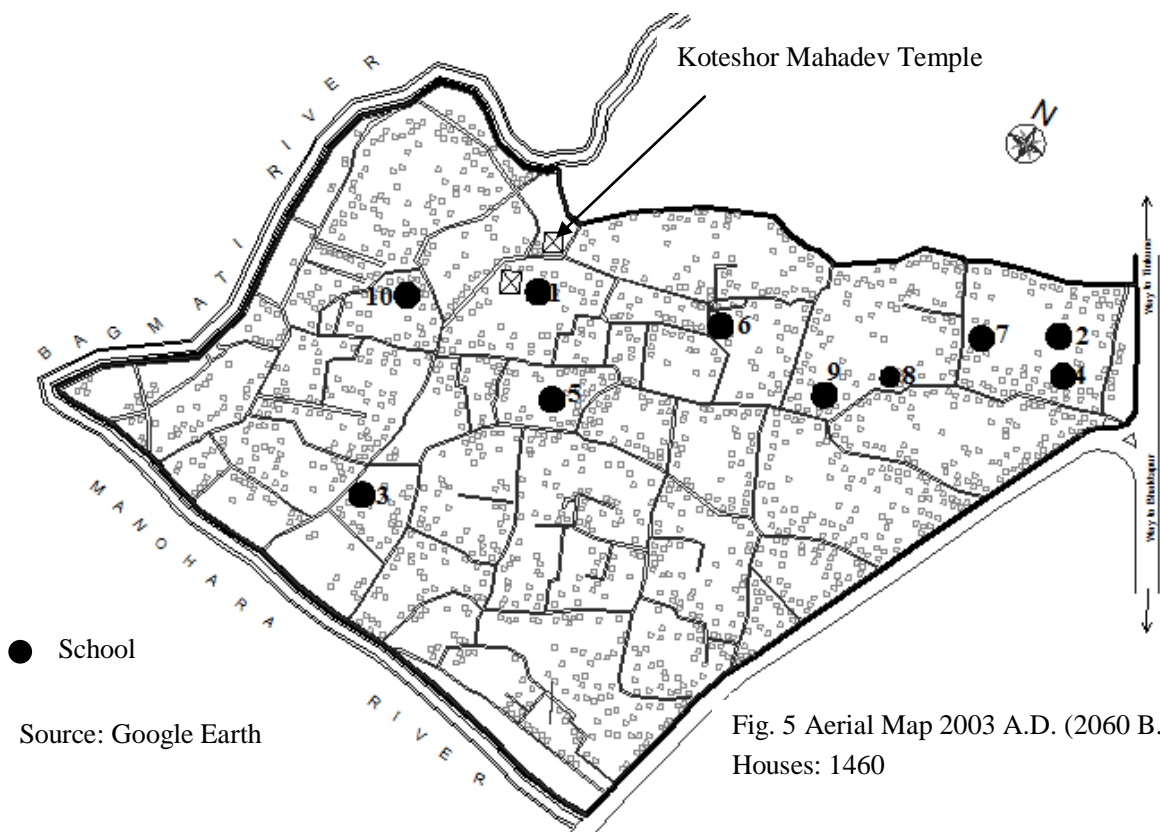 Koteshor Mahadev Temple
N
BAGMATI RIVER
Way to Tinkune
10
1
6
7
2
9
8
4
5
3
MANOHARA RIVER
Way to Bhaktapur
School
Source: Google Earth
Fig. 5 Aerial Map 2003 A.D. (2060 B.
Houses: 1460